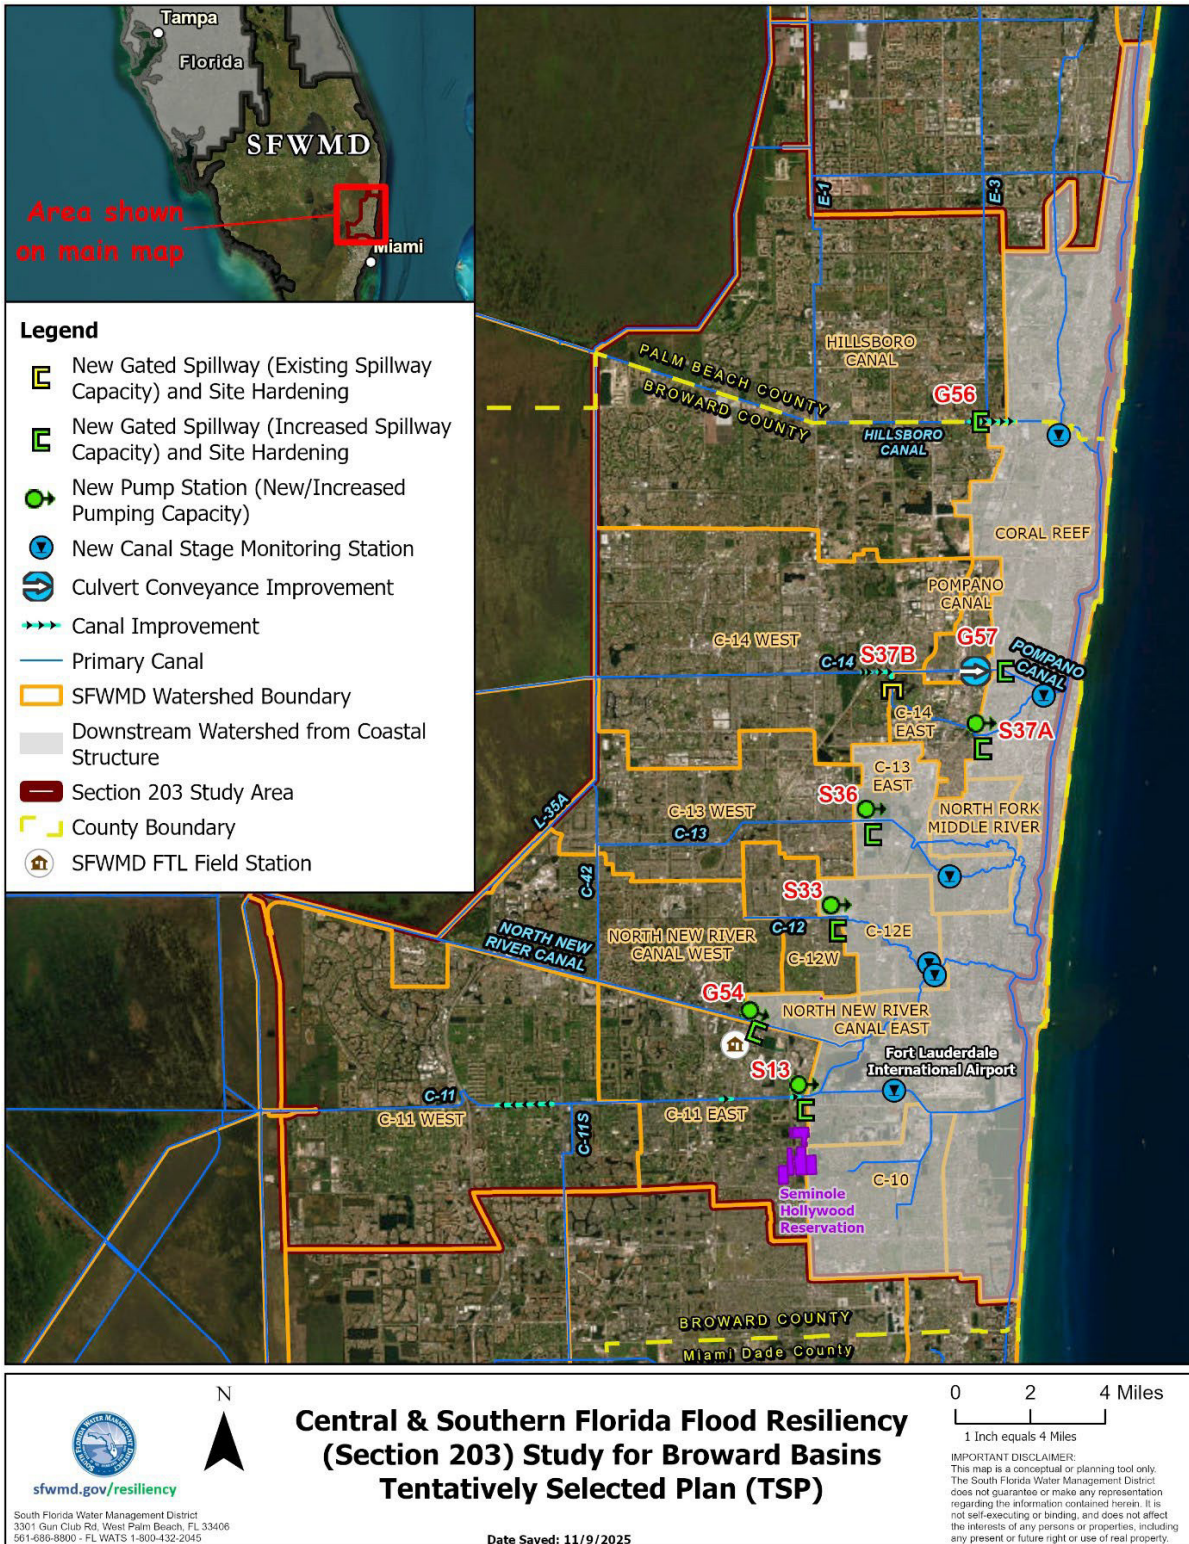 Tampa
Florida
SFWMD
Area shown
on main map
Miami
Legend
New Gated Spillway (Existing Spillway
Capacity) and Site Hardening
New Gated Spillway (Increased Spillway
Capacity) and Site Hardening
New Pump Station (New/Increased
Pumping Capacity)
New Canal Stage Monitoring Station
Culvert Conveyance Improvement
Canal Improvement
Primary Canal
SFWMD Watershed Boundary
Downstream Watershed from Coastal
Structure
Section 203 Study Area
County Boundary
SFWMD FTL Field Station
E-1
E-3
HILLSBORO
CANAL
PALM BEACH COUNTY
BROWARD COUNTY
G56
HILLSBORO
CANAL
CORAL REEF
POMPANO
CANAL
C-14 WEST
C-14
S37B
G57
POMPANO
CANAL
C-14
EAST
S37A
C-13
EAST
L-35A
C-13 WEST
C-13
S36
NORTH FORK
MIDDLE RIVER
C-42
S33
C-12
C-12E
C-12W
NORTH NEW
RIVER CANAL
NORTH NEW RIVER
CANAL WEST
G54
NORTH NEW RIVER
CANAL EAST
Fort Lauderdale
International Airport
S13
C-11
C-11 WEST
C-11S
C-11 EAST
C-10
Seminole
Hollywood
Reservation
BROWARD COUNTY
Miami Dade County
SOUTH FLORIDA WATER MANAGEMENT DISTRICT
sfwmd.gov/resiliency
South Florida Water Management District
3301 Gun Club Rd, West Palm Beach, FL 33406
561-686-8800 - FL WATS 1-800-432-2045
N
Central & Southern Florida Flood Resiliency
(Section 203) Study for Broward Basins
Tentatively Selected Plan (TSP)
Date Saved: 11/9/2025
0 2 4 Miles
1 Inch equals 4 Miles
IMPORTANT DISCLAIMER:
This map is a conceptual or planning tool only.
The South Florida Water Management District
does not guarantee or make any representation
regarding the information contained herein. It is
not self-executing or binding, and does not affect
the interests of any persons or properties, including
any present or future right or use of real property.